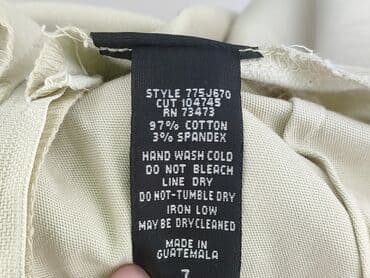 STYLE 775J670
CUT 104745
RN 73473
97% COTTON
3% SPANDEX
HAND WASH COLD
DO NOT BLEACH
LINE DRY
DO NOT-TUMBLE DRY
IRON LOW
MAY BE DRYCLEANED
MADE IN
GUATEMALA
7